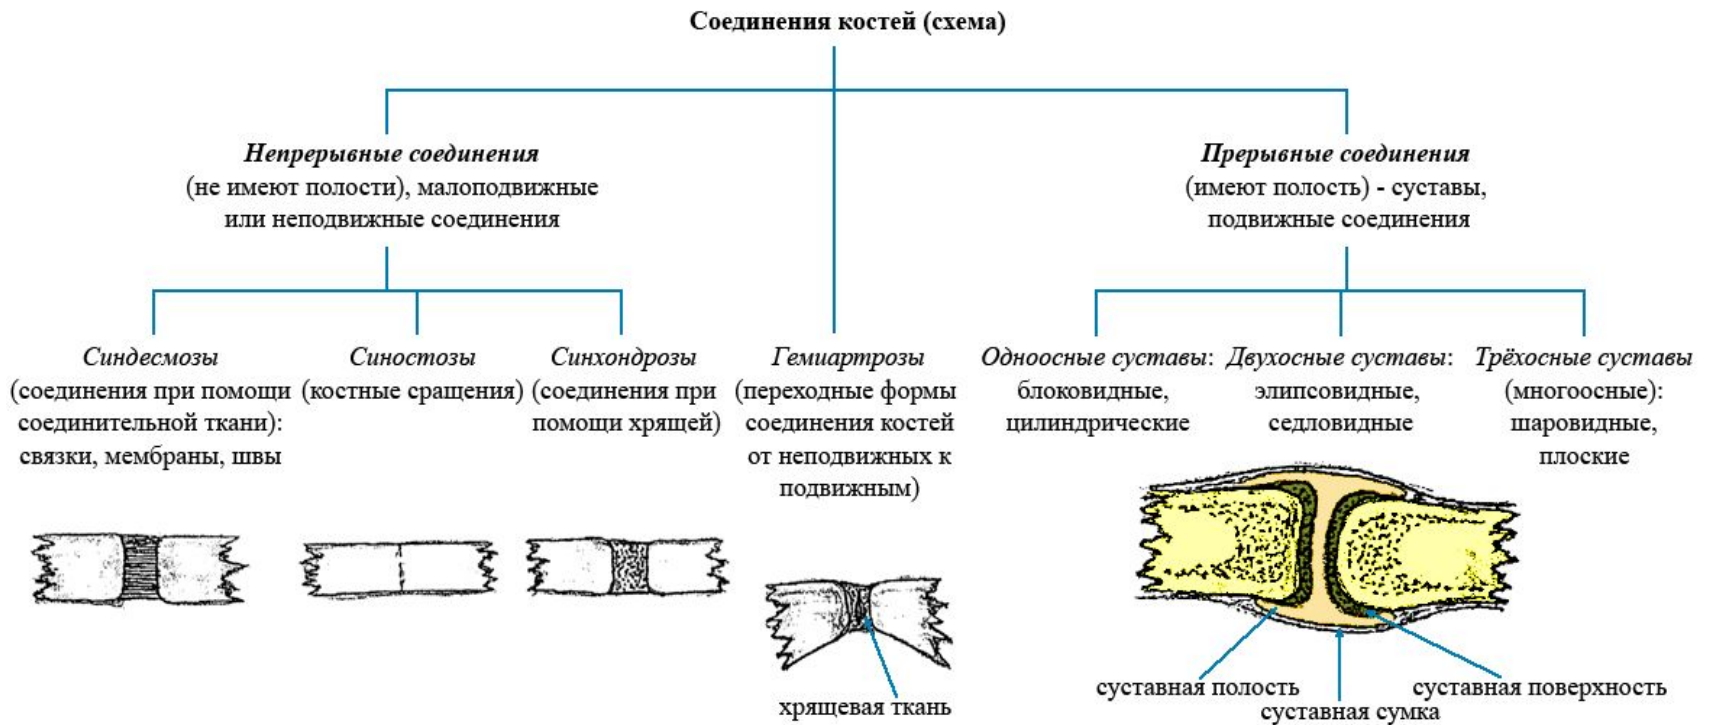 Соединения костей (схема)
Непрерывные соединения
(не имеют полости), малоподвижные
или неподвижные соединения
Прерывные соединения
(имеют полость) - суставы,
подвижные соединения
Синдесмозы
(соединения при помощи
соединительной ткани):
связки, мембраны, швы
Синостозы
(костные сращения)
Синхондрозы
(соединения при
помощи хрящей)
Гемиартрозы
(переходные формы
соединения костей
от неподвижных к
подвижным)
Одноосные суставы:
блоковидные,
цилиндрические
Двухосные суставы:
элипсовидные,
седловидные
Трёхосные суставы
(многоосные):
шаровидные,
плоские
хрящевая ткань
суставная полость
суставная сумка
суставная поверхность